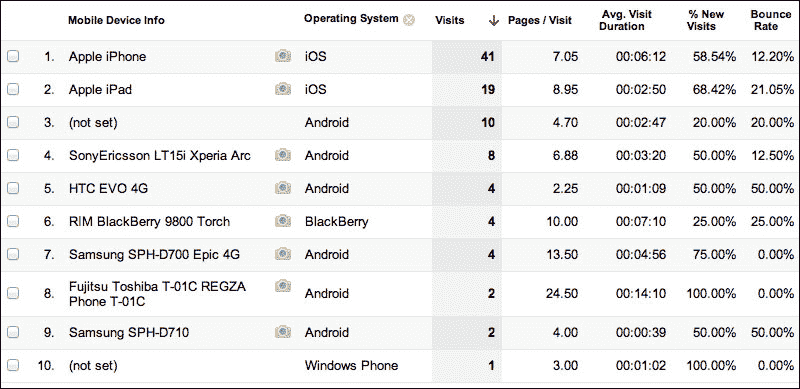 Mobile Device Info Operating System Visits Pages / Visit Avg. Visit Duration % New Visits Bounce Rate
1. Apple iPhone iOS 41 7.05 00:06:12 58.54% 12.20%
2. Apple iPad iOS 19 8.95 00:02:50 68.42% 21.05%
3. (not set) Android 10 4.70 00:02:47 20.00% 20.00%
4. SonyEricsson LT15i Xperia Arc Android 8 6.88 00:03:20 50.00% 12.50%
5. HTC EVO 4G Android 4 2.25 00:01:09 50.00% 50.00%
6. RIM BlackBerry 9800 Torch BlackBerry 4 10.00 00:07:10 25.00% 25.00%
7. Samsung SPH-D700 Epic 4G Android 4 13.50 00:04:56 75.00% 0.00%
8. Fujitsu Toshiba T-01C REGZA Phone T-01C Android 2 24.50 00:14:10 100.00% 0.00%
9. Samsung SPH-D710 Android 2 4.00 00:00:39 50.00% 50.00%
10. (not set) Windows Phone 1 3.00 00:01:02 100.00% 0.00%